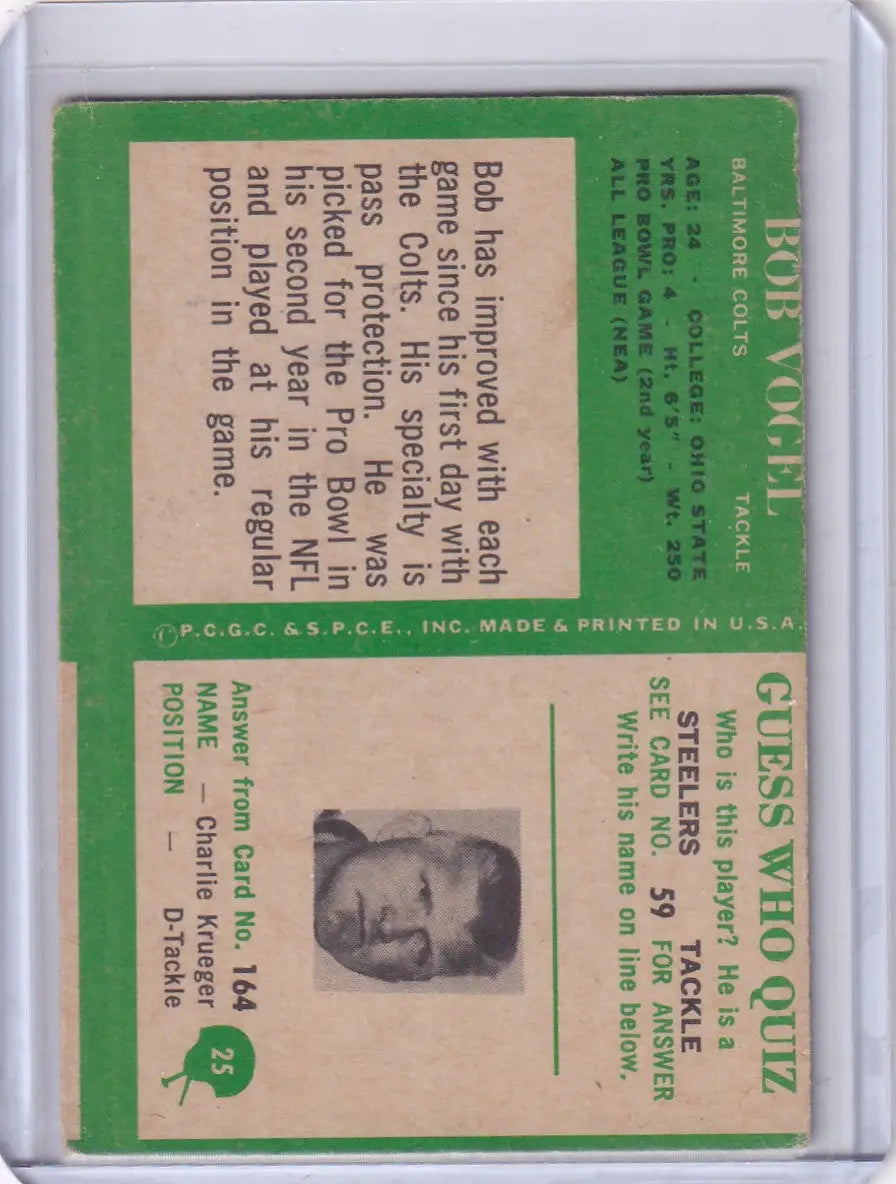 BOB VOGEL
BALTIMORE COLTS TACKLE
AGE: 24 - COLLEGE: OHIO STATE
YRS. PRO: 4 - Ht. 6'5" - Wt. 250
PRO BOWL GAME (2nd year)
ALL LEAGUE (NEA)
Bob has improved with each
game since his first day with
the Colts. His specialty is
pass protection. He was
picked for the Pro Bowl in
his second year in the NFL
and played at his regular
position in the game.
©P.C.G.C. & S.P.C.E., INC. MADE & PRINTED IN U.S.A.
GUESS WHO QUIZ
Who is this player? He is a
STEELERS TACKLE
SEE CARD NO. 59 FOR ANSWER
Write his name on line below.
Answer from Card No. 164
NAME — Charlie Krueger
POSITION — D-Tackle
25